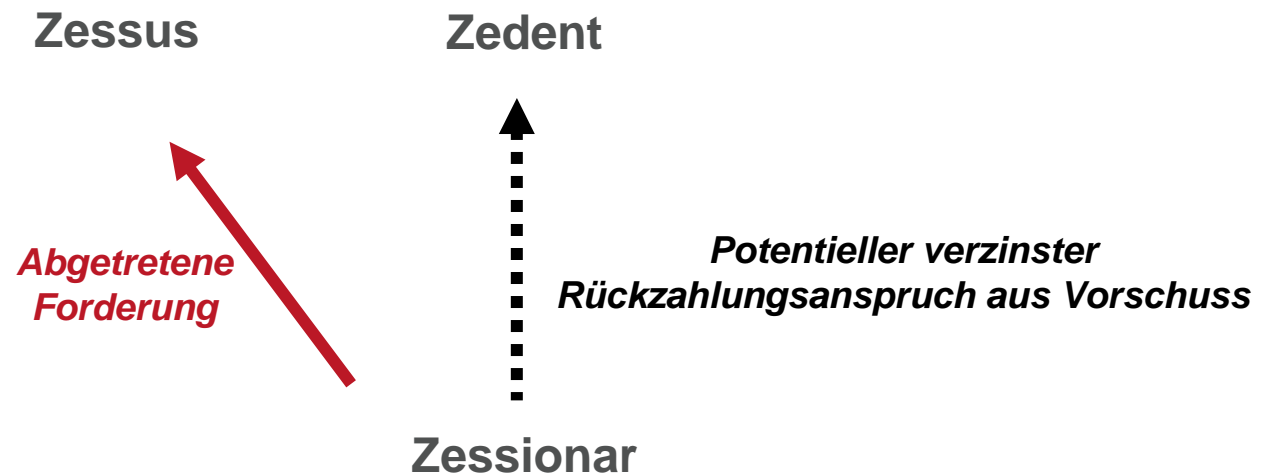 Zessus
Zedent
Abgetretene
Forderung
Potentieller verzinster
Rückzahlungsanspruch aus Vorschuss
Zessionar